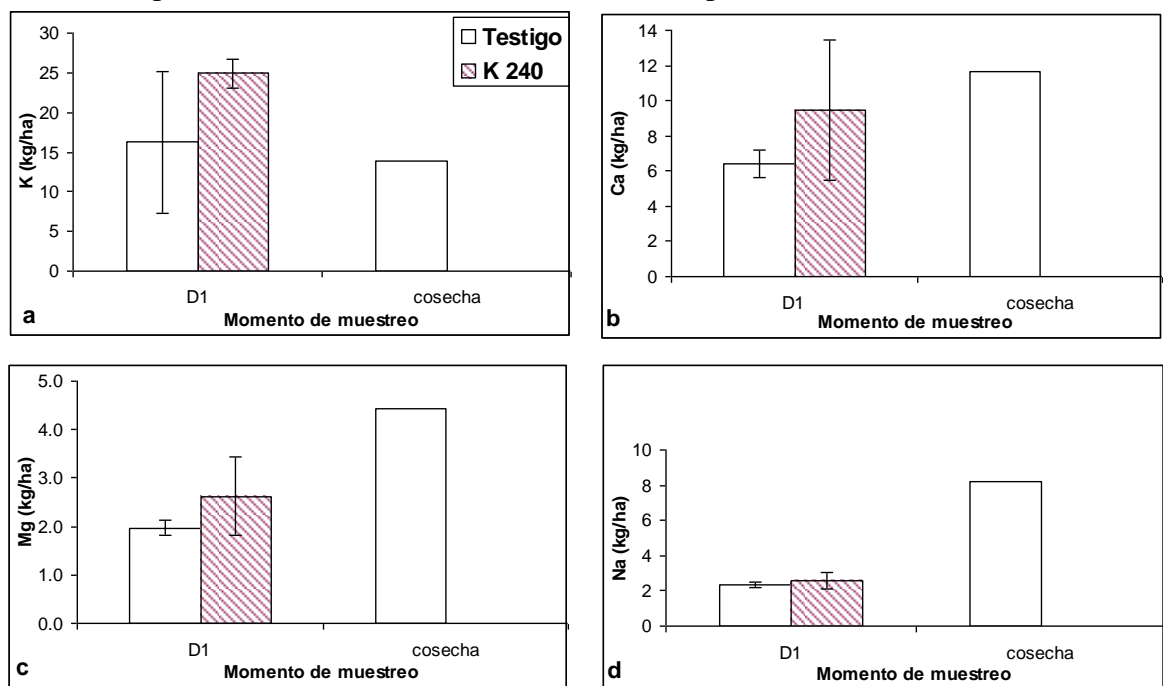 30
25
20
15
10
5
0
K (kg/ha)
Testigo
K 240
D1 cosecha
Momento de muestreo
a
14
12
10
8
6
4
2
0
Ca (kg/ha)
D1 cosecha
Momento de muestreo
b
5.0
4.0
3.0
2.0
1.0
0.0
Mg (kg/ha)
D1 cosecha
Momento de muestreo
c
10
8
6
4
2
0
Na (kg/ha)
D1 cosecha
Momento de muestreo
d